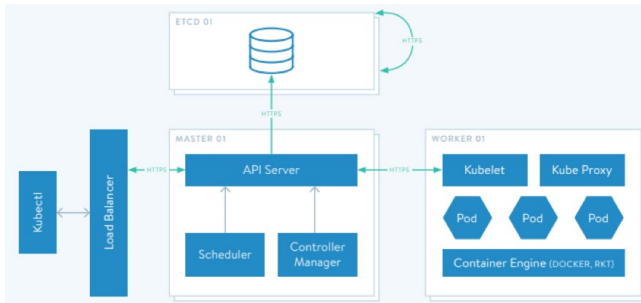 ETCD 01
HTTPS
MASTER 01
WORKER 01
Kubectl
Load Balancer
HTTPS
API Server
HTTPS
Kubelet
Kube Proxy
Pod
Pod
Pod
Scheduler
Controller
Manager
Container Engine (DOCKER, RKT)
HTTPS